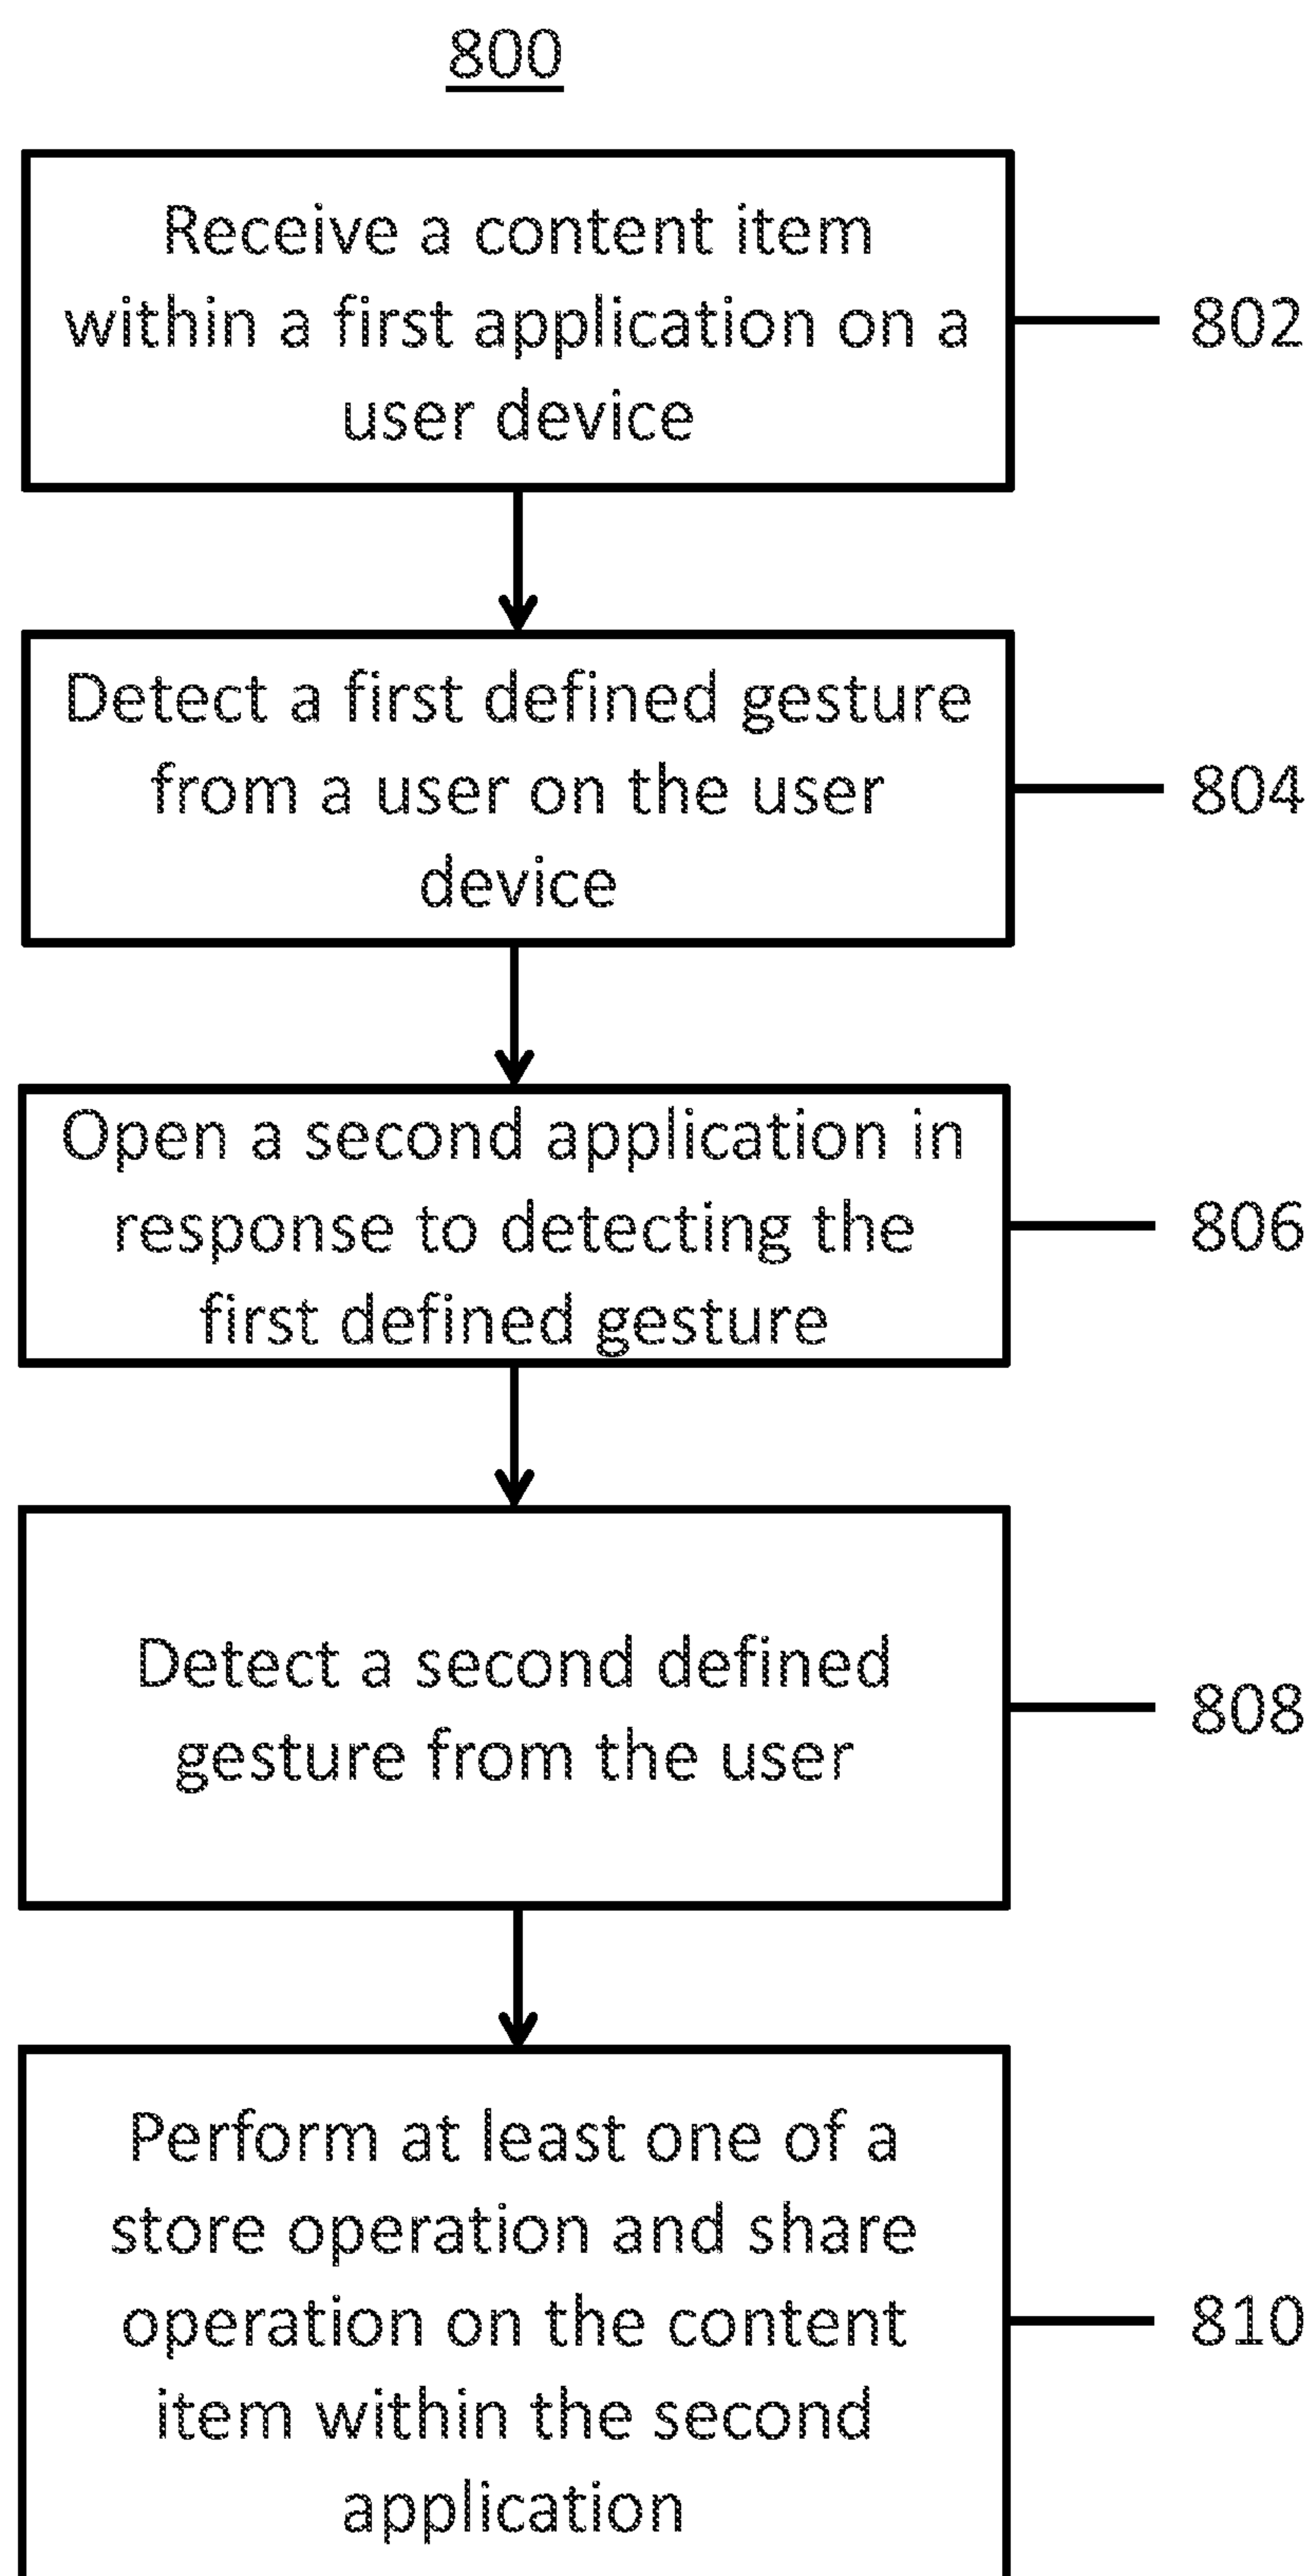 800
Receive a content item
within a first application on a
user device
802
Detect a first defined gesture
from a user on the user
device
804
Open a second application in
response to detecting the
first defined gesture
806
Detect a second defined
gesture from the user
808
Perform at least one of a
store operation and share
operation on the content
item within the second
application
810